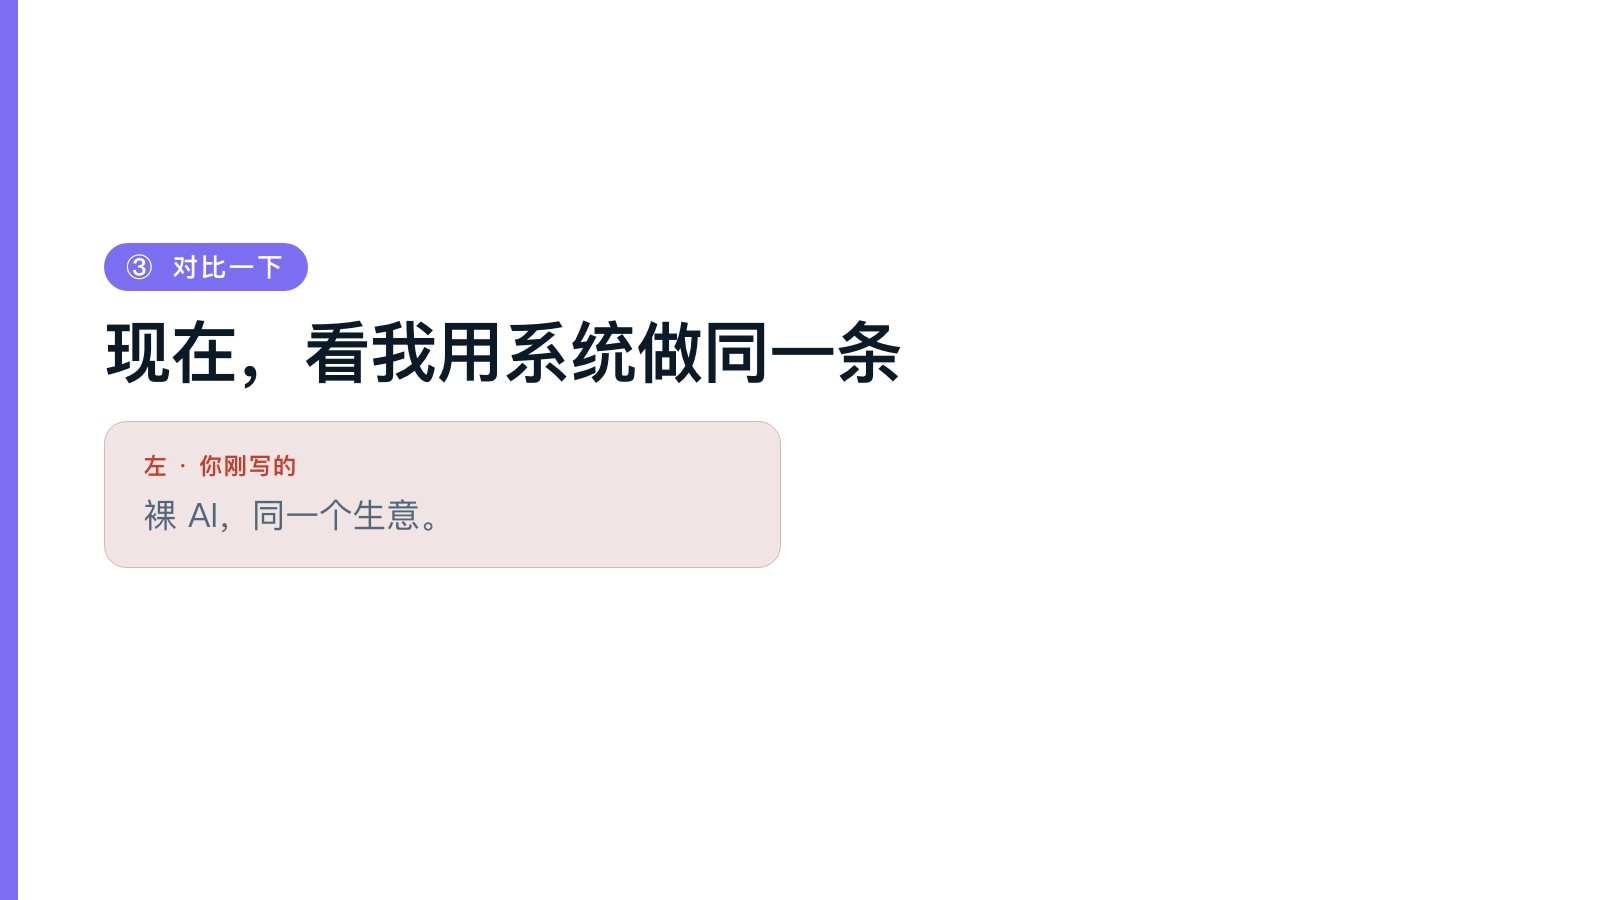 ③ 对比一下
现在，看我用系统做同一条
左 · 你刚写的
裸 AI，同一个生意。